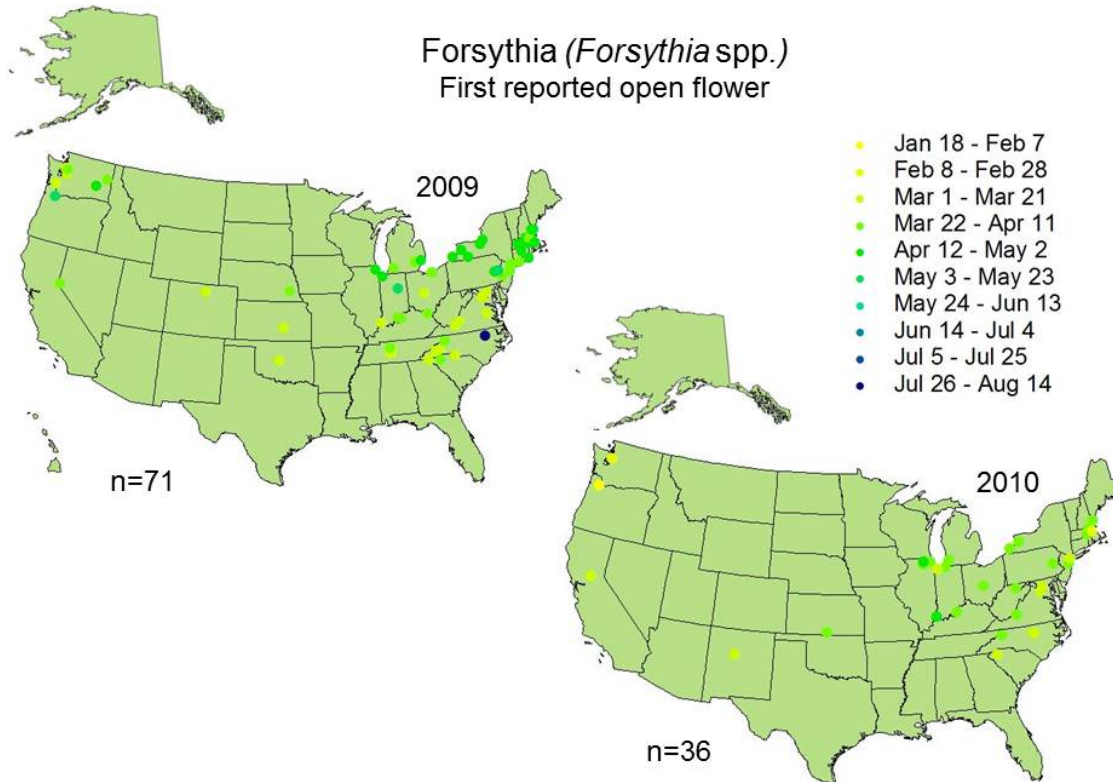 Forsythia (Forsythia spp.)
First reported open flower
2009
n=71
Jan 18 - Feb 7
Feb 8 - Feb 28
Mar 1 - Mar 21
Mar 22 - Apr 11
Apr 12 - May 2
May 3 - May 23
May 24 - Jun 13
Jun 14 - Jul 4
Jul 5 - Jul 25
Jul 26 - Aug 14
2010
n=36